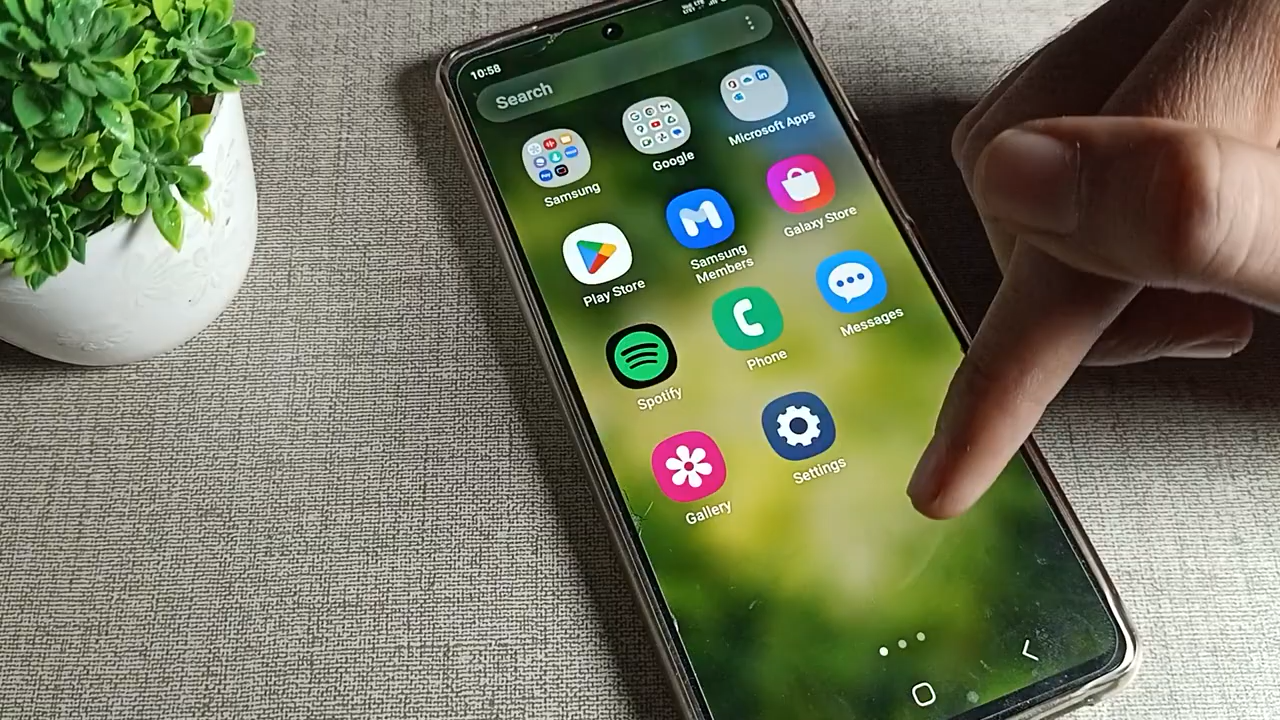 10:58
Search
Samsung
Google
Microsoft Apps
Play Store
Samsung
Members
Galaxy Store
Spotify
Phone
Messages
Gallery
Settings